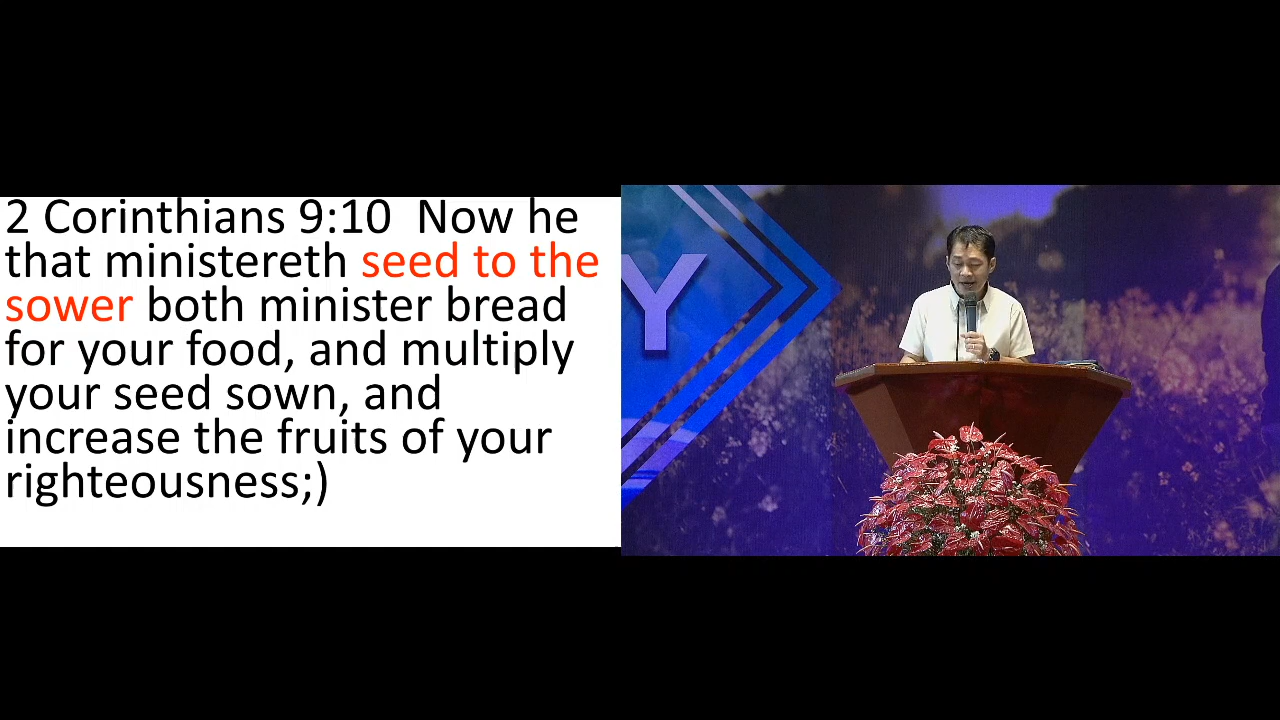 2 Corinthians 9:10  Now he
that ministereth seed to the
sower both minister bread
for your food, and multiply
your seed sown, and
increase the fruits of your
righteousness;)
Y